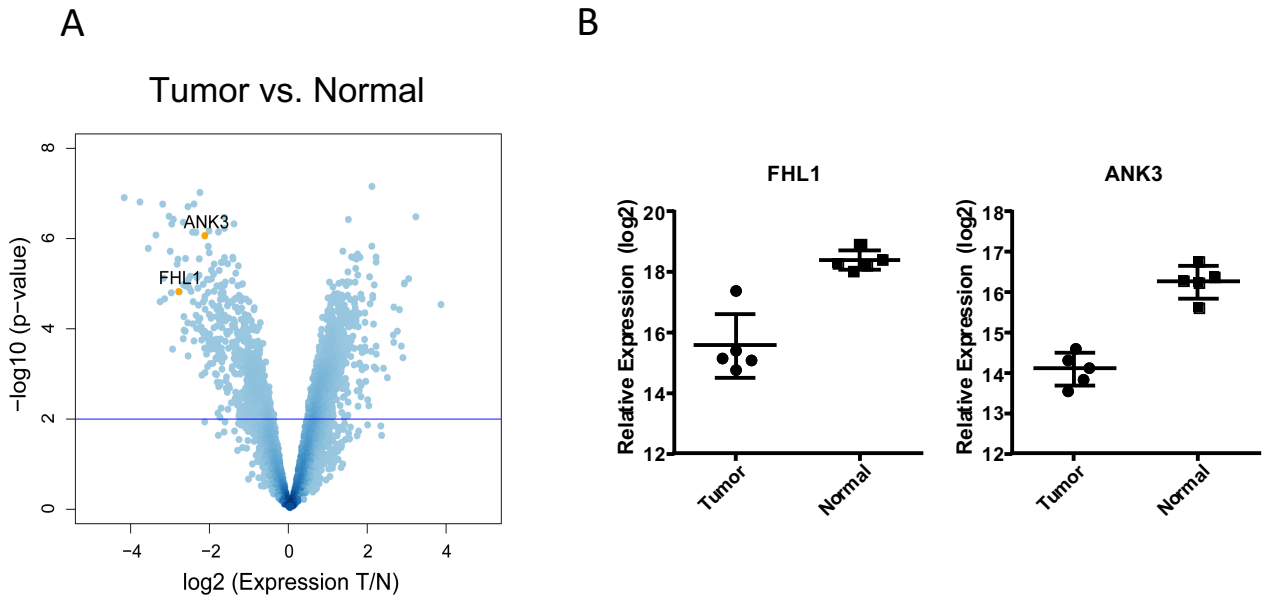 A
B
Tumor vs. Normal
−log10 (p−value)
8
6
4
2
0
ANK3
FHL1
−4 −2 0 2 4
log2 (Expression T/N)
FHL1
Relative Expression (log2)
20
18
16
14
12
Tumor
Normal
ANK3
Relative Expression (log2)
18
17
16
15
14
13
12
Tumor
Normal